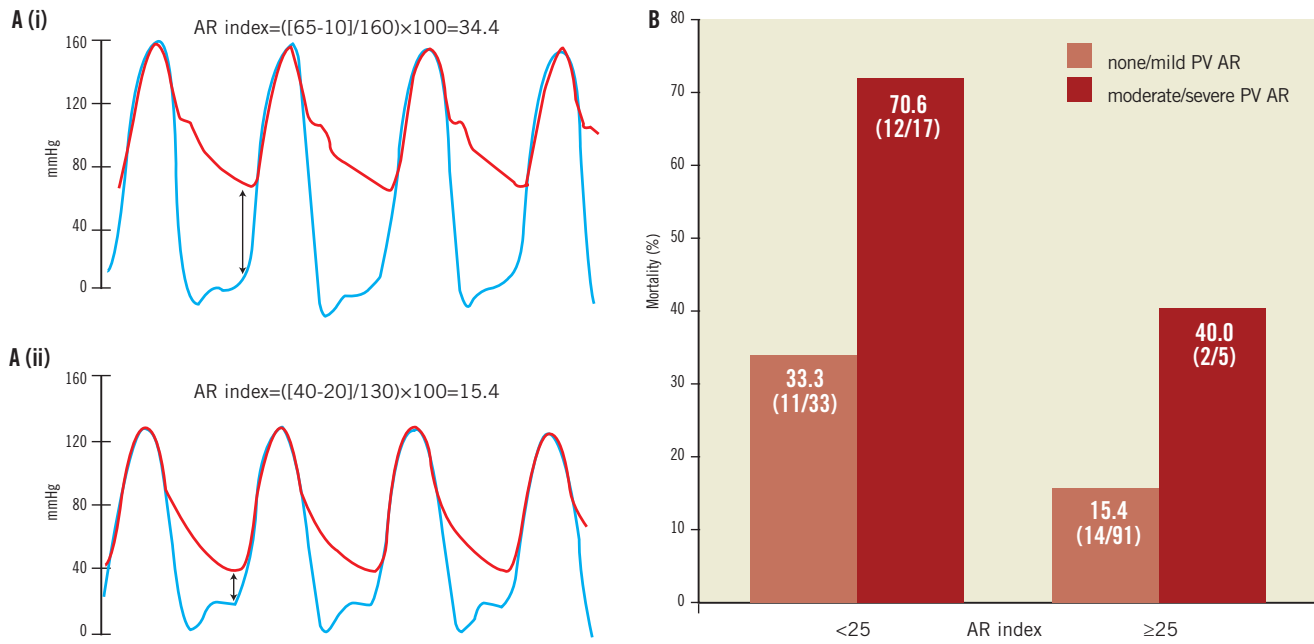 A (i)
AR index=([65-10]/160)×100=34.4
160
120
80
40
0
mmHg
A (ii)
AR index=([40-20]/130)×100=15.4
160
120
80
40
0
mmHg
B
80
70
60
50
40
30
20
10
0
Mortality (%)
none/mild PV AR
moderate/severe PV AR
33.3
(11/33)
70.6
(12/17)
15.4
(14/91)
40.0
(2/5)
<25 AR index ≥25